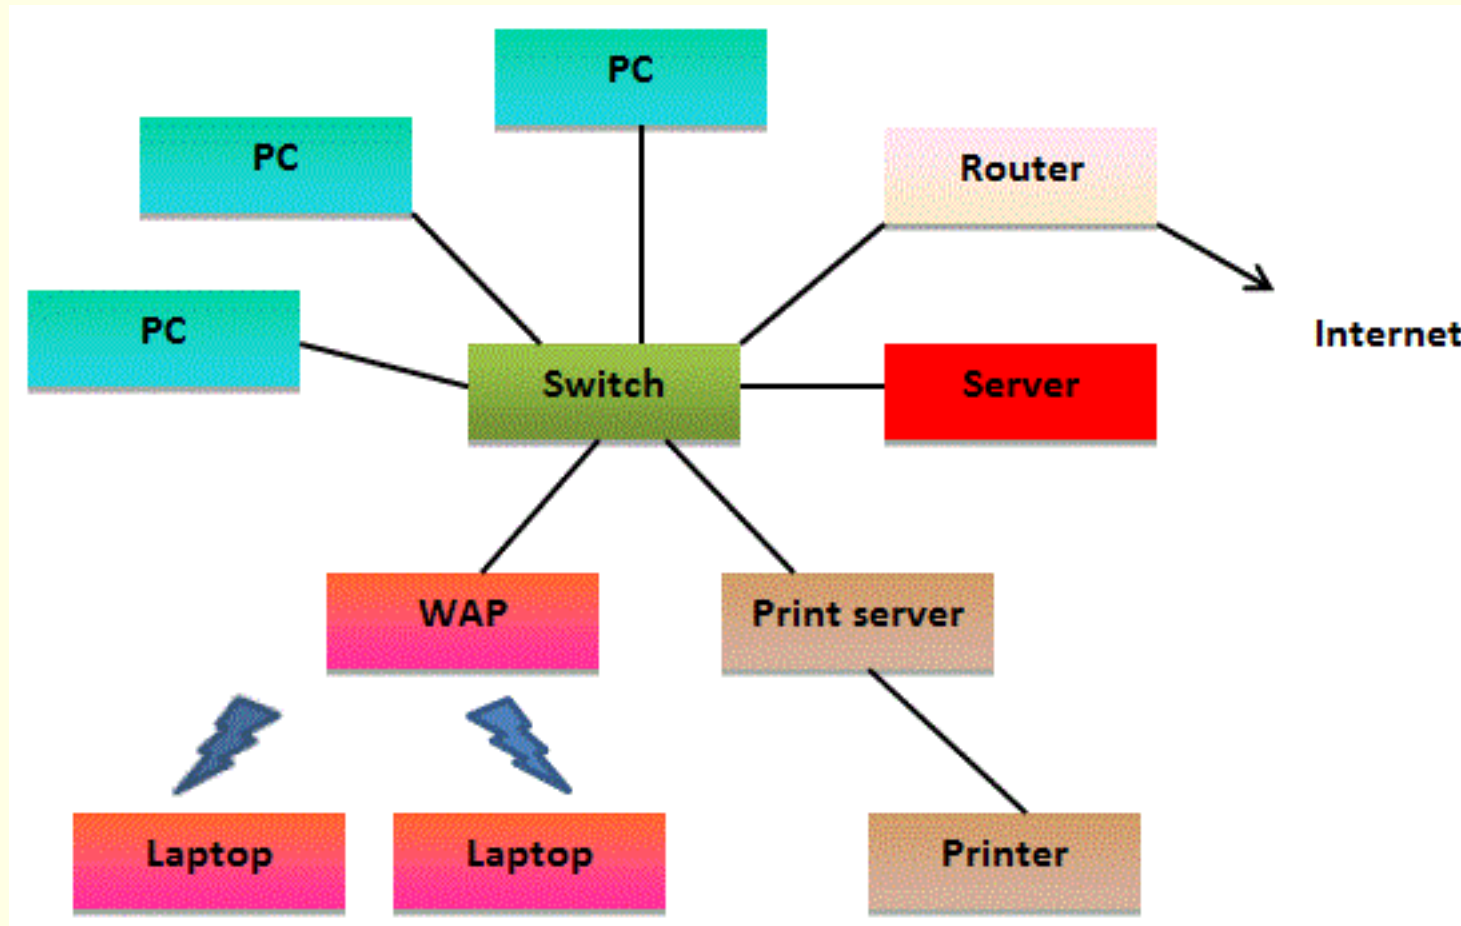 PC
PC
Router
PC
Internet
Switch
Server
WAP
Print server
Laptop
Laptop
Printer